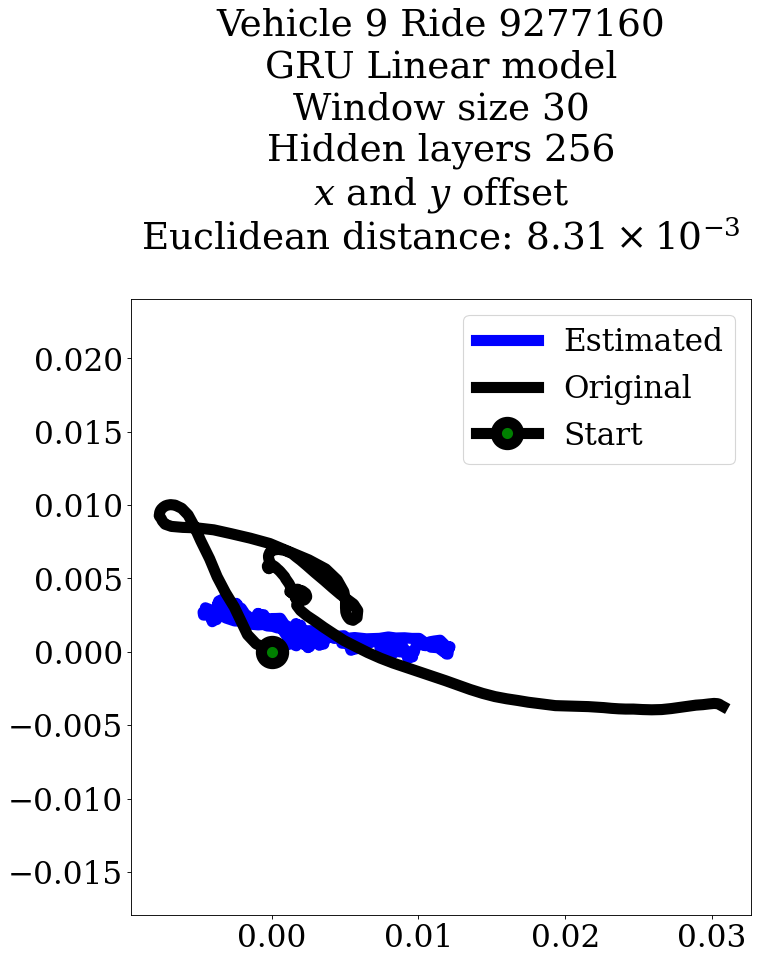 Vehicle 9 Ride 9277160
GRU Linear model
Window size 30
Hidden layers 256
x and y offset
Euclidean distance: 8.31 × 10⁻³
Estimated
Original
Start
0.020
0.015
0.010
0.005
0.000
−0.005
−0.010
−0.015
0.00 0.01 0.02 0.03